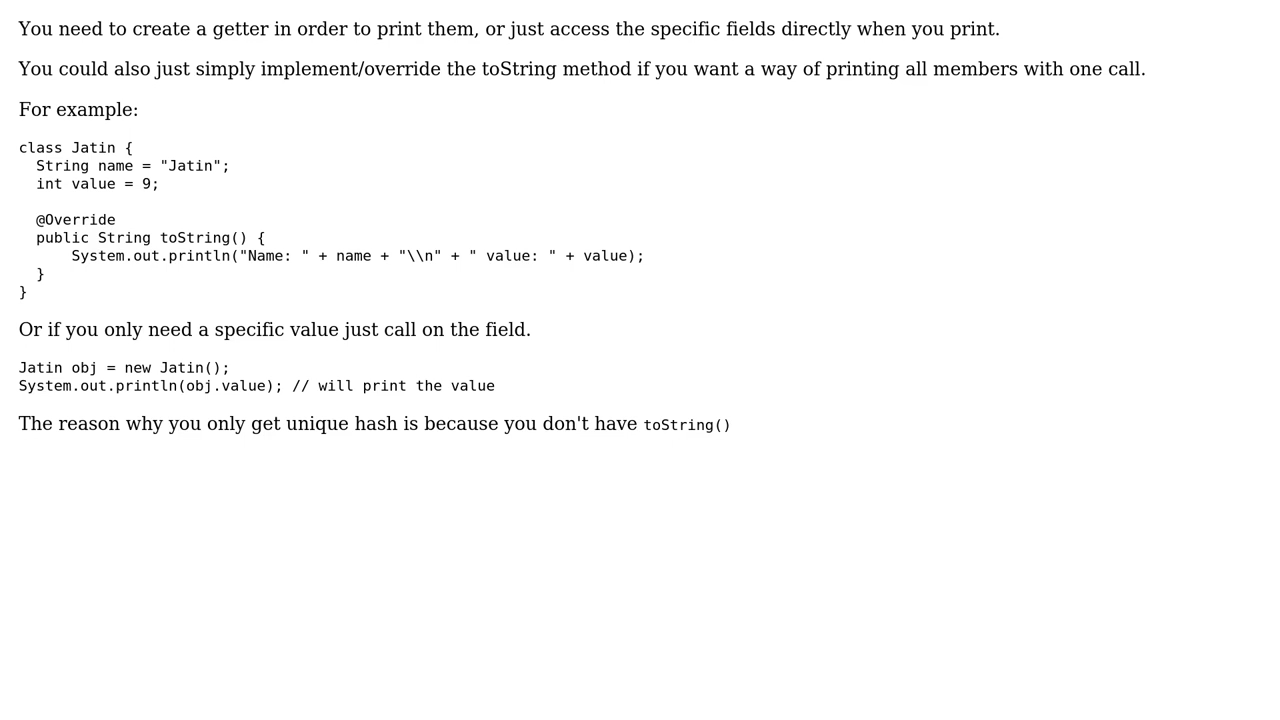 You need to create a getter in order to print them, or just access the specific fields directly when you print.
You could also just simply implement/override the toString method if you want a way of printing all members with one call.
For example:
class Jatin {
  String name = "Jatin";
  int value = 9;

  @Override
  public String toString() {
      System.out.println("Name: " + name + "\\n" + " value: " + value);
  }
}
Or if you only need a specific value just call on the field.
Jatin obj = new Jatin();
System.out.println(obj.value); // will print the value
The reason why you only get unique hash is because you don't have toString()